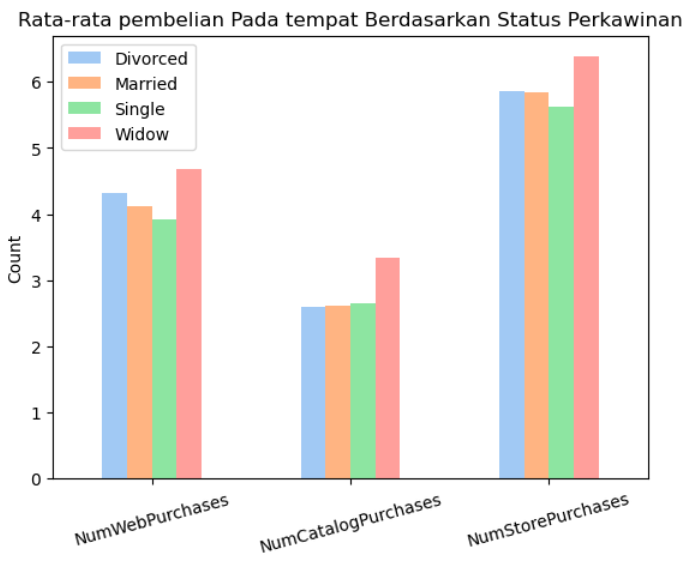 Rata-rata pembelian Pada tempat Berdasarkan Status Perkawinan
Divorced
Married
Single
Widow
Count
6
5
4
3
2
1
0
NumWebPurchases
NumCatalogPurchases
NumStorePurchases